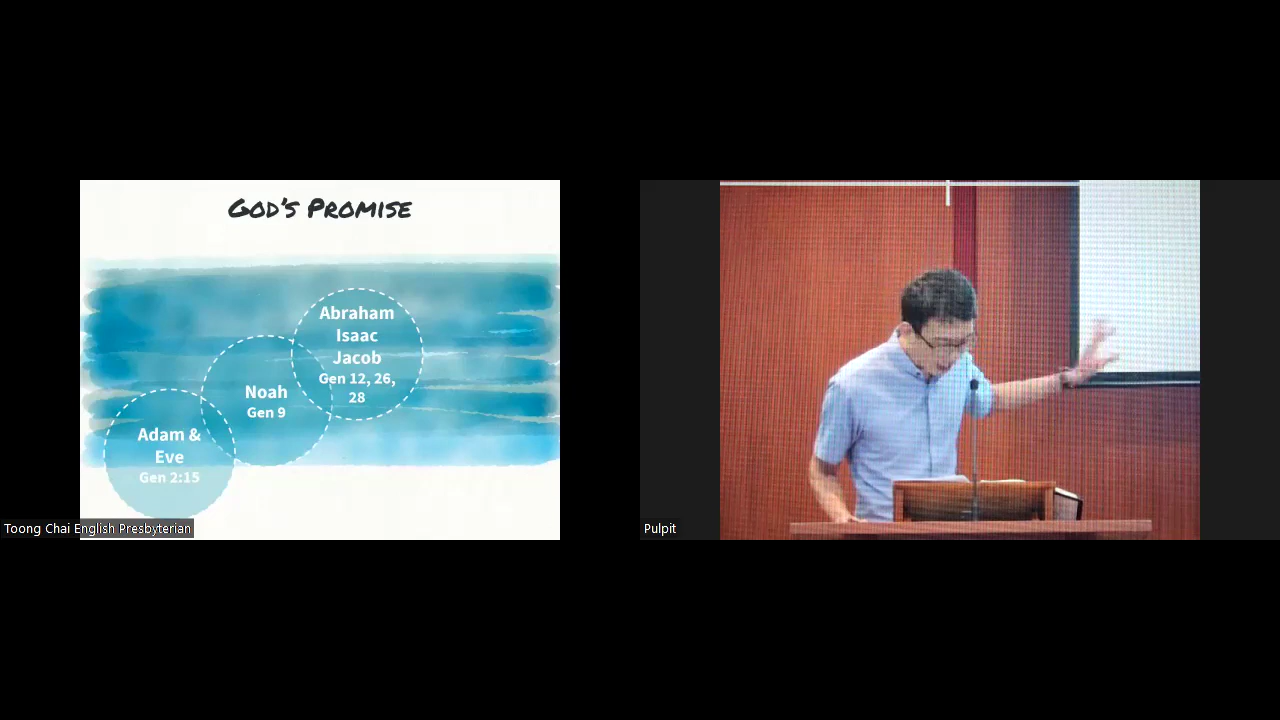 God's Promise
Abraham
Isaac
Jacob
Gen 12, 26,
28
Noah
Gen 9
Adam &
Eve
Gen 2:15
Toong Chai English Presbyterian
Pulpit